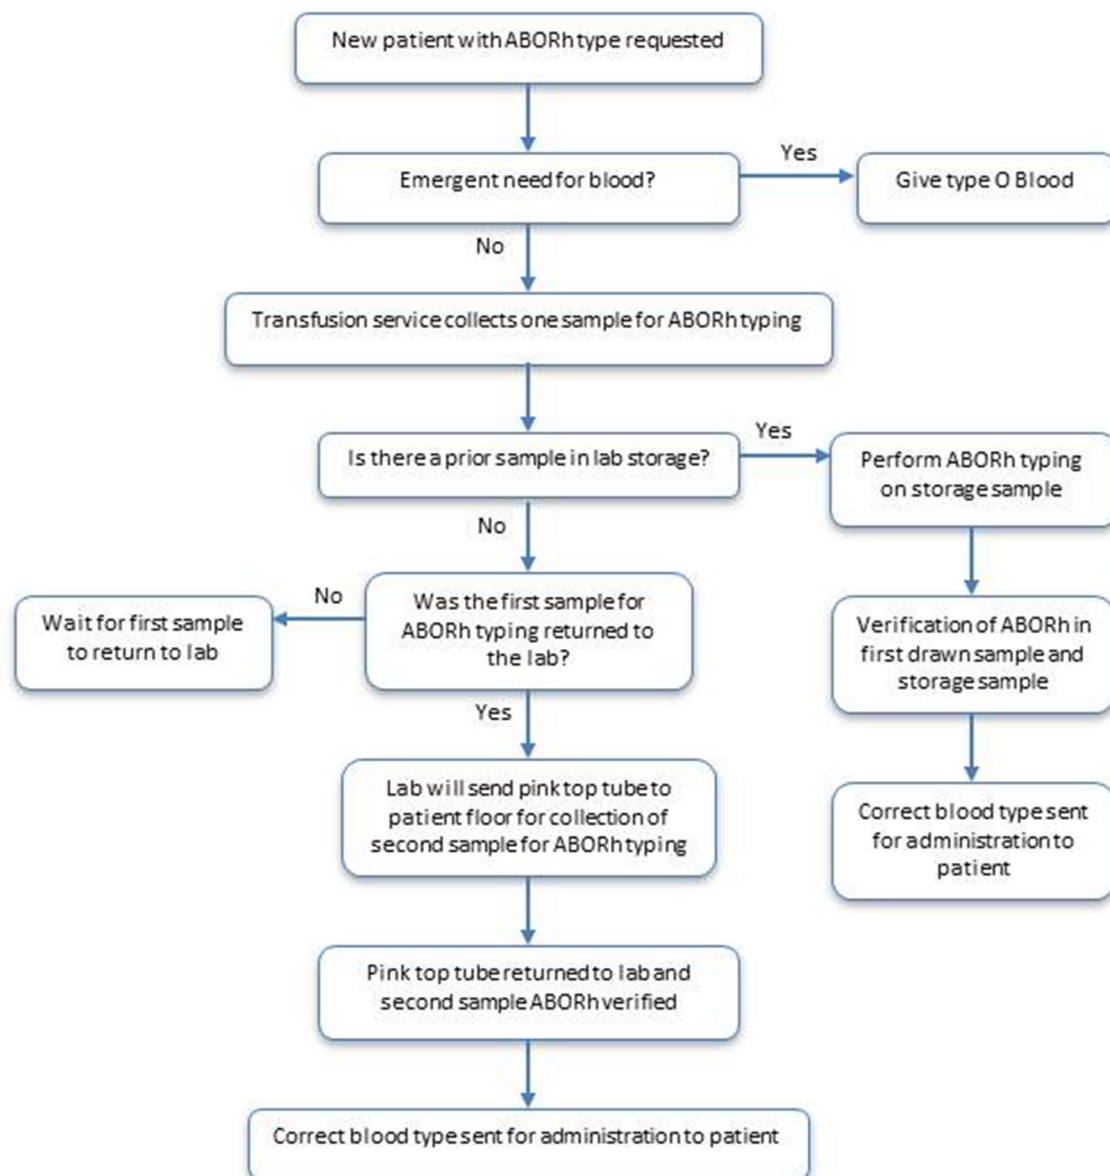 New patient with ABORh type requested
Emergent need for blood?
Yes
Give type O Blood
No
Transfusion service collects one sample for ABORh typing
Is there a prior sample in lab storage?
Yes
Perform ABORh typing
on storage sample
No
Was the first sample for
ABORh typing returned to
the lab?
No
Wait for first sample
to return to lab
Verification of ABORh in
first drawn sample and
storage sample
Yes
Lab will send pink top tube to
patient floor for collection of
second sample for ABORh typing
Correct blood type sent
for administration to
patient
Pink top tube returned to lab and
second sample ABORh verified
Correct blood type sent for administration to patient